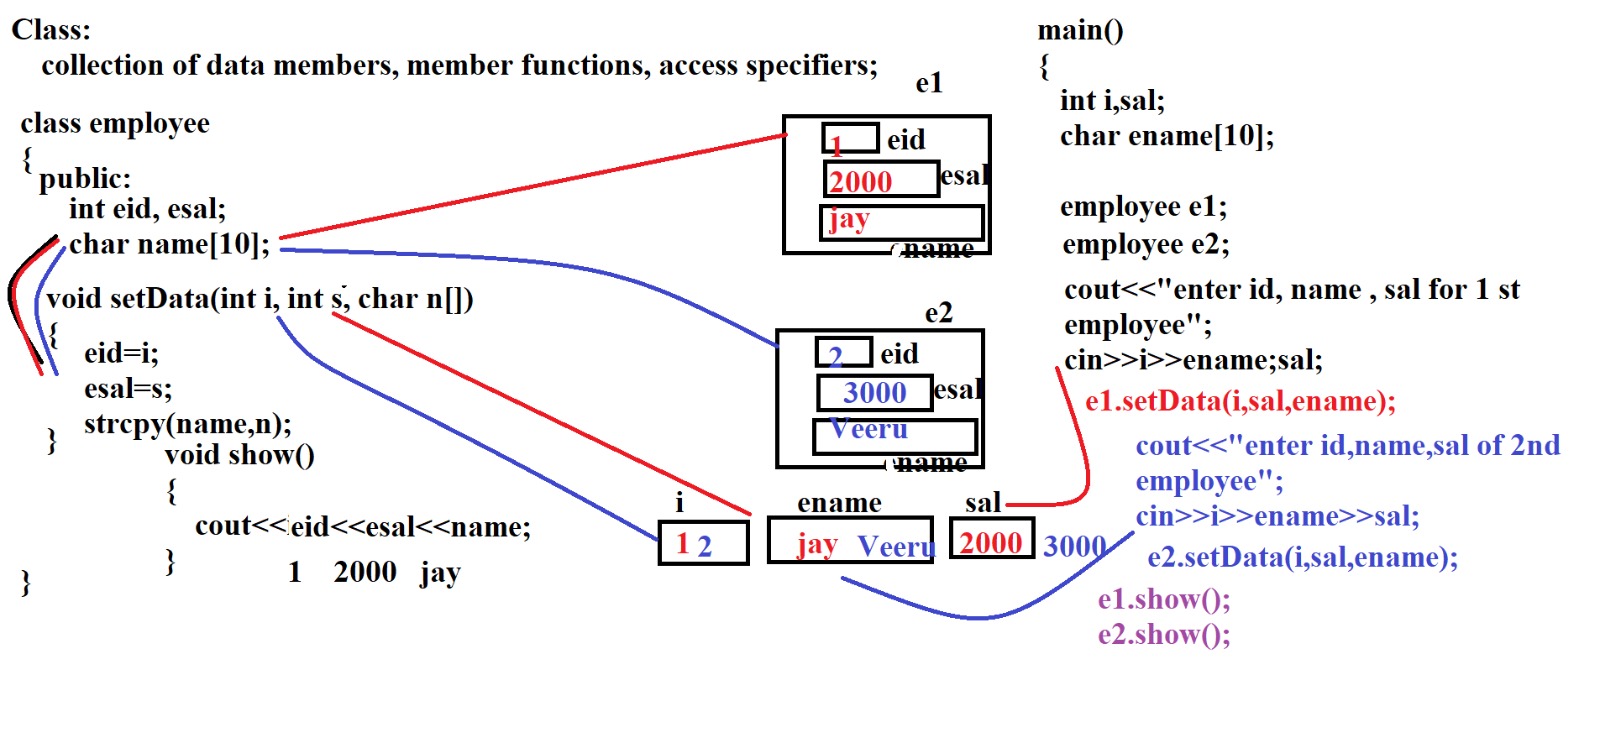 Class:
collection of data members, member functions, access specifiers;
class employee
{
public:
int eid, esal;
char name[10];
void setData(int i, int s, char n[])
{
eid=i;
esal=s;
strcpy(name,n);
}
void show()
{
cout<<eid<<esal<<name;
}
1 2000 jay
}
e1
1 eid
2000 esal
jay
name
e2
2 eid
3000 esal
Veeru
name
i ename sal
1 2 jay Veeru 2000 3000
main()
{
int i,sal;
char ename[10];
employee e1;
employee e2;
cout<<"enter id, name , sal for 1 st
employee";
cin>>i>>ename;sal;
e1.setData(i,sal,ename);
cout<<"enter id,name,sal of 2nd
employee";
cin>>i>>ename>>sal;
e2.setData(i,sal,ename);
e1.show();
e2.show();